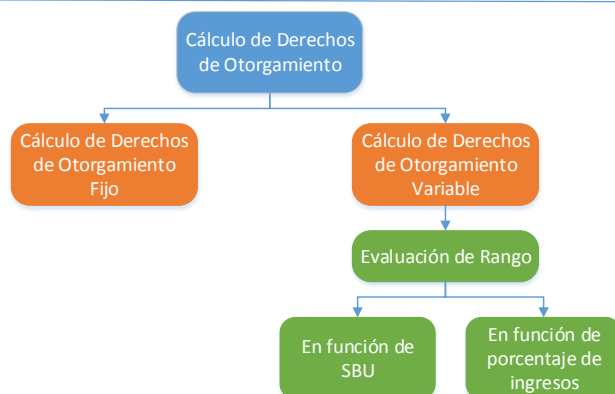 Cálculo de Derechos
de Otorgamiento
Cálculo de Derechos
de Otorgamiento
Fijo
Cálculo de Derechos
de Otorgamiento
Variable
Evaluación de Rango
En función de
SBU
En función de
porcentaje de
ingresos